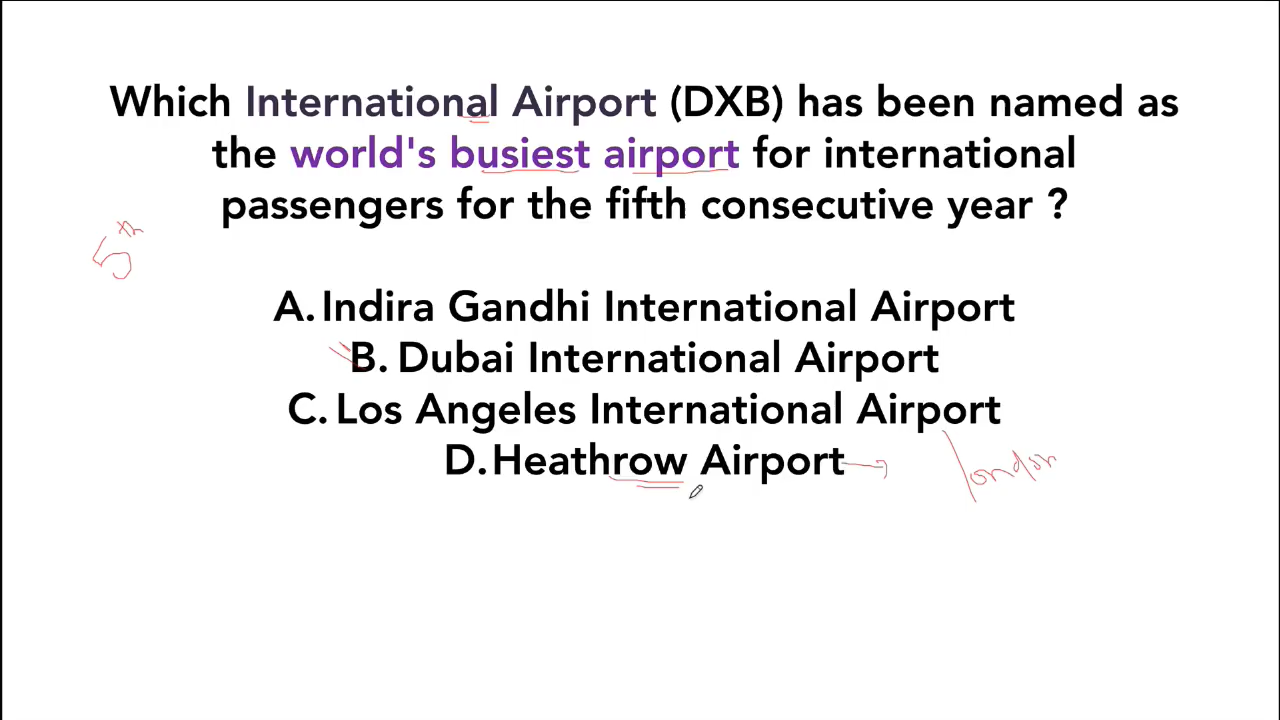 Which International Airport (DXB) has been named as
the world's busiest airport for international
passengers for the fifth consecutive year ?
5th
A. Indira Gandhi International Airport
B. Dubai International Airport
C. Los Angeles International Airport
D. Heathrow Airport → london